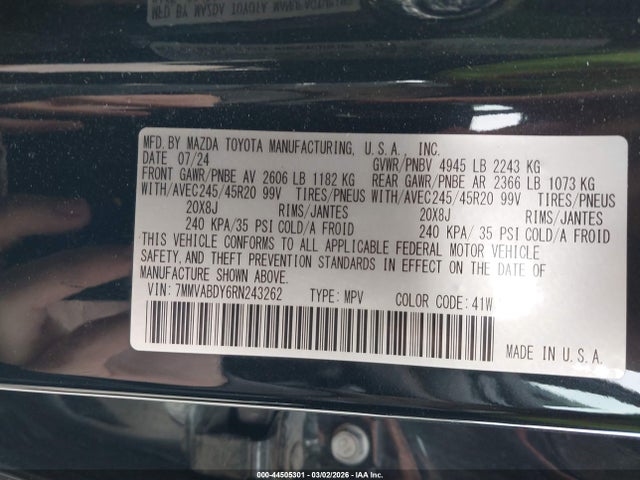 MFD. BY MAZDA TOYOTA MANUFACTURING, U.S.A., INC.
DATE 07/24 GVWR/PNBV 4945 LB 2243 KG
FRONT GAWR/PNBE AV 2606 LB 1182 KG REAR GAWR/PNBE AR 2366 LB 1073 KG
WITH/AVEC 245/45R20 99V TIRES/PNEUS WITH/AVEC 245/45R20 99V TIRES/PNEUS
20X8J RIMS/JANTES 20X8J RIMS/JANTES
240 KPA/ 35 PSI COLD/A FROID 240 KPA/ 35 PSI COLD/A FROID
THIS VEHICLE CONFORMS TO ALL APPLICABLE FEDERAL MOTOR VEHICLE
SAFETY, AND THEFT PREVENTION STANDARDS IN EFFECT ON THE DATE OF
MANUFACTURE SHOWN ABOVE.
VIN: 7MMVABDY6RN243262 TYPE: MPV COLOR CODE: 41W
MADE IN U.S.A.
000-44505301 — 03/02/2026 — IAA Inc.